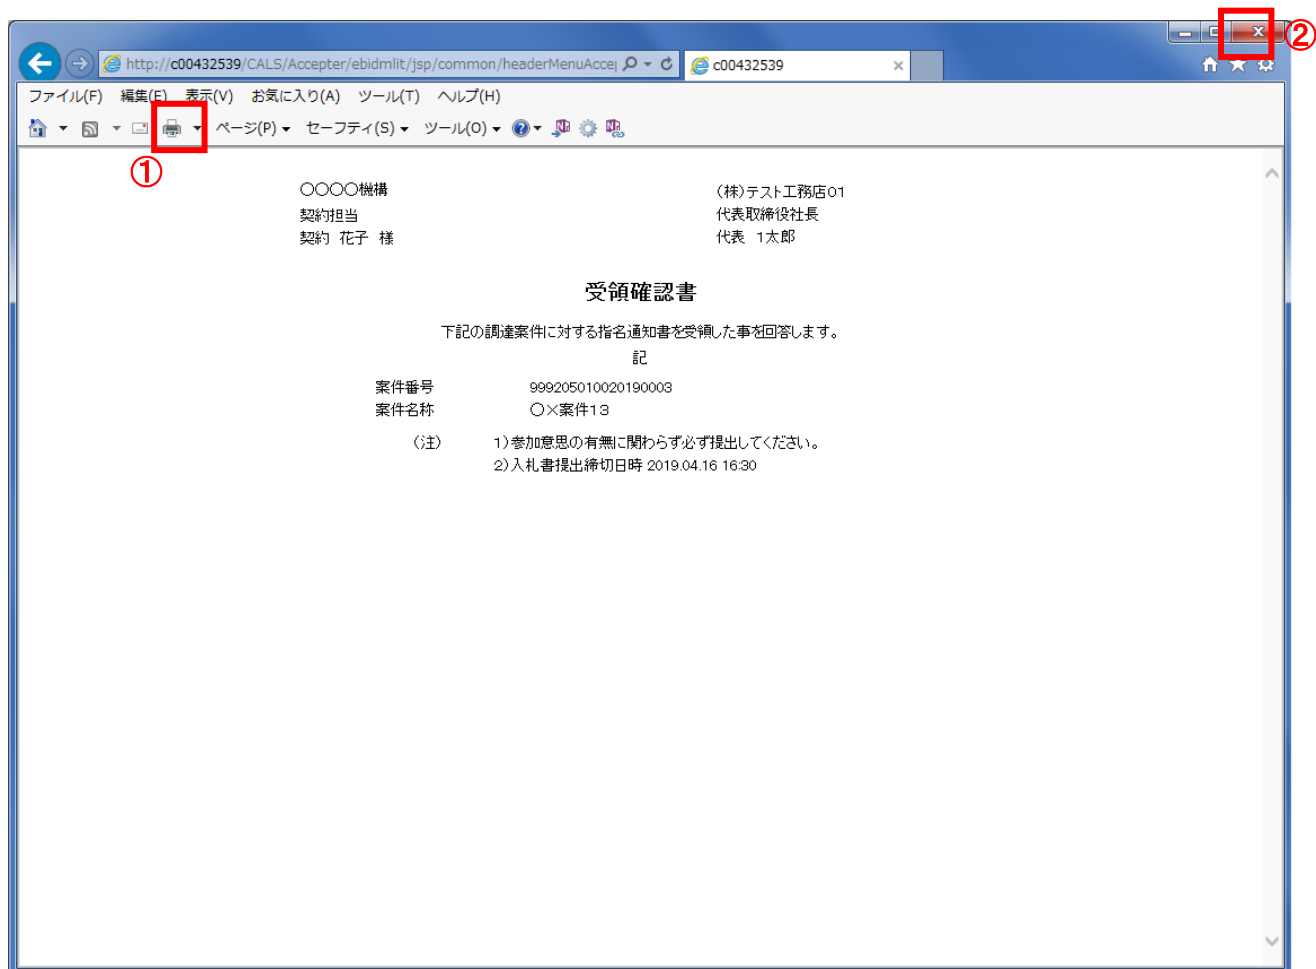 ②
http://c00432539/CALS/Accepter/ebidmlit/jsp/common/headerMenuAcce
c00432539
ファイル(F) 編集(E) 表示(V) お気に入り(A) ツール(T) ヘルプ(H)
ページ(P) セーフティ(S) ツール(O)
①
〇〇〇〇機構
契約担当
契約 花子 様
(株)テスト工務店01
代表取締役社長
代表 1太郎
受領確認書
下記の調達案件に対する指名通知書を受領した事を回答します。
記
案件番号 999205010020190003
案件名称 〇×案件13
(注) 1)参加意思の有無に関わらず必ず提出してください。
2)入札書提出締切日時 2019.04.16 16:30